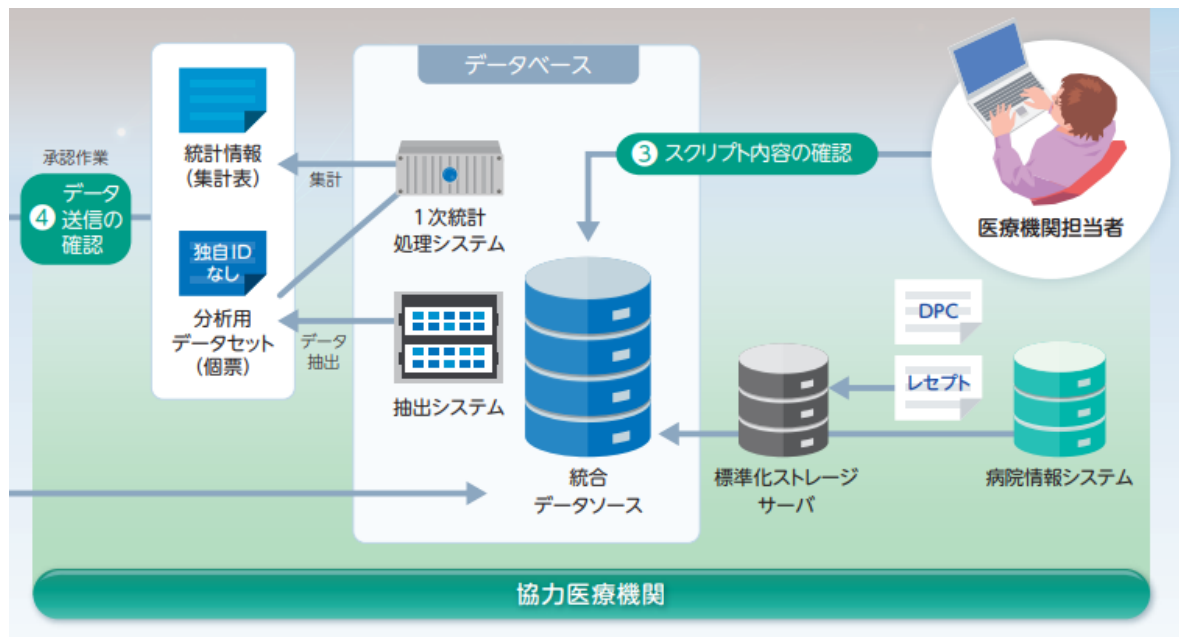 データベース
承認作業
④ データ
送信の
確認
統計情報
(集計表)
集計
1次統計
処理システム
独自ID
なし
分析用
データセット
(個票)
データ
抽出
抽出システム
③ スクリプト内容の確認
医療機関担当者
DPC
レセプト
統合
データソース
標準化ストレージ
サーバ
病院情報システム
協力医療機関